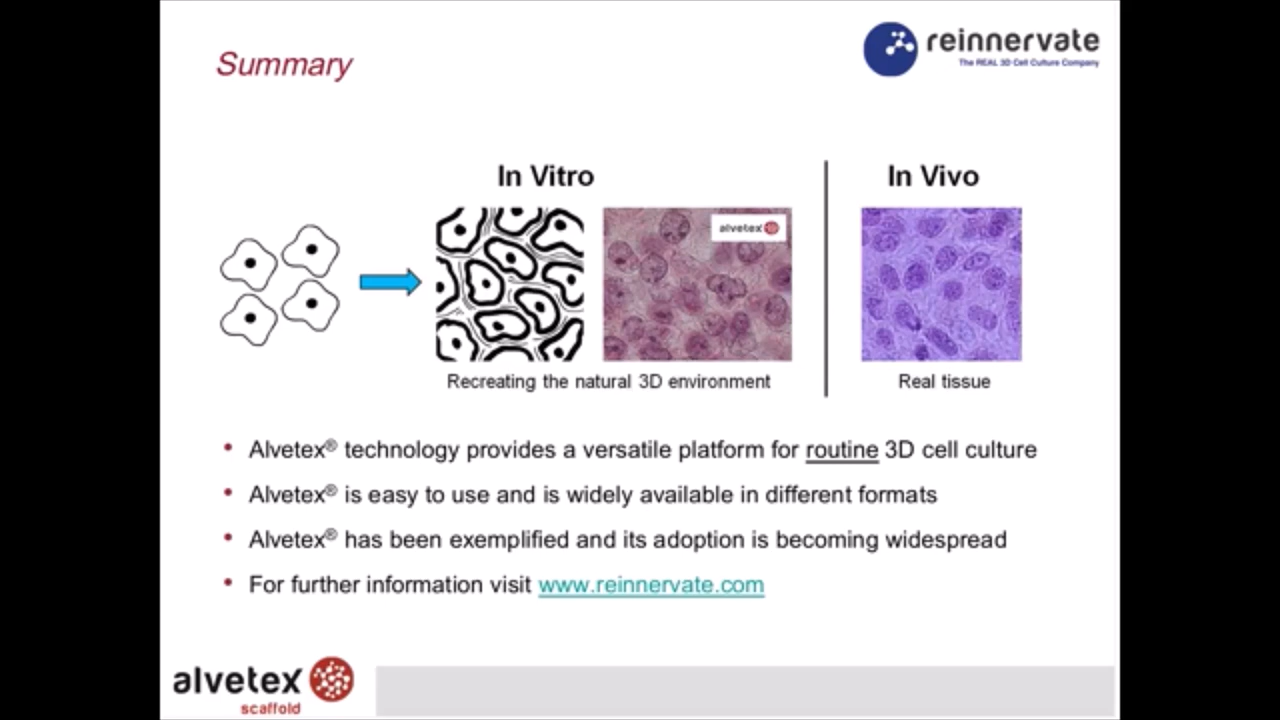 Summary
reinnervate
The REAL 3D Cell Culture Company
In Vitro
In Vivo
alvetex
Recreating the natural 3D environment
Real tissue
• Alvetex® technology provides a versatile platform for routine 3D cell culture
• Alvetex® is easy to use and is widely available in different formats
• Alvetex® has been exemplified and its adoption is becoming widespread
• For further information visit www.reinnervate.com
alvetex
scaffold